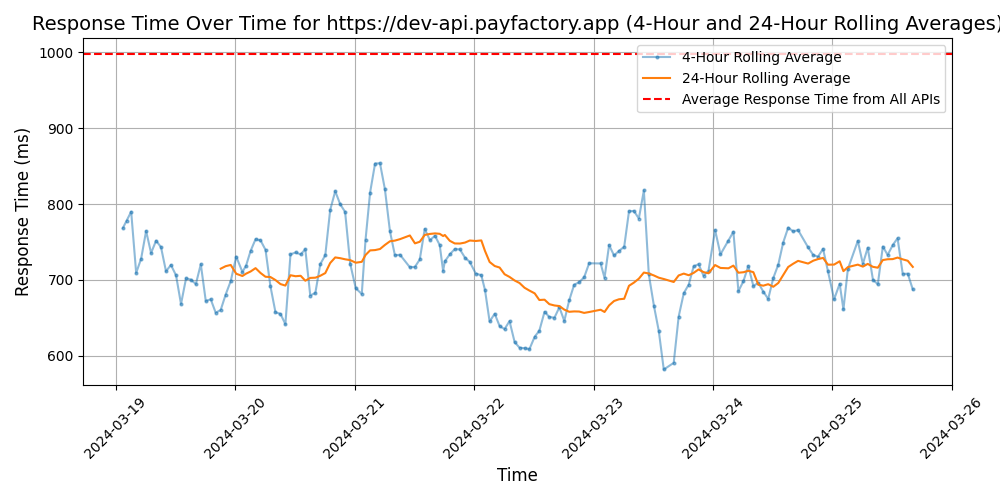 Response Time Over Time for https://dev-api.payfactory.app (4-Hour and 24-Hour Rolling Averages)
1000
900
800
700
600
Response Time (ms)
4-Hour Rolling Average
24-Hour Rolling Average
Average Response Time from All APIs
2024-03-19
2024-03-20
2024-03-21
2024-03-22
2024-03-23
2024-03-24
2024-03-25
2024-03-26
Time